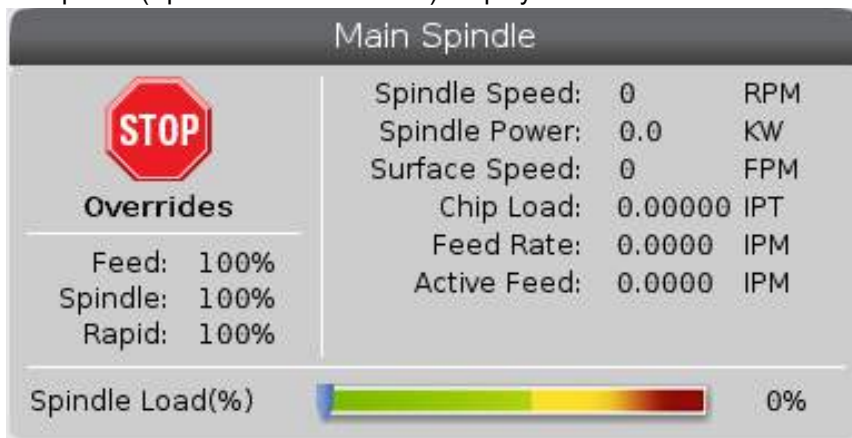 Main Spindle
STOP
Overrides
Feed: 100%
Spindle: 100%
Rapid: 100%
Spindle Speed: 0 RPM
Spindle Power: 0.0 KW
Surface Speed: 0 FPM
Chip Load: 0.00000 IPT
Feed Rate: 0.0000 IPM
Active Feed: 0.0000 IPM
Spindle Load(%) 0%